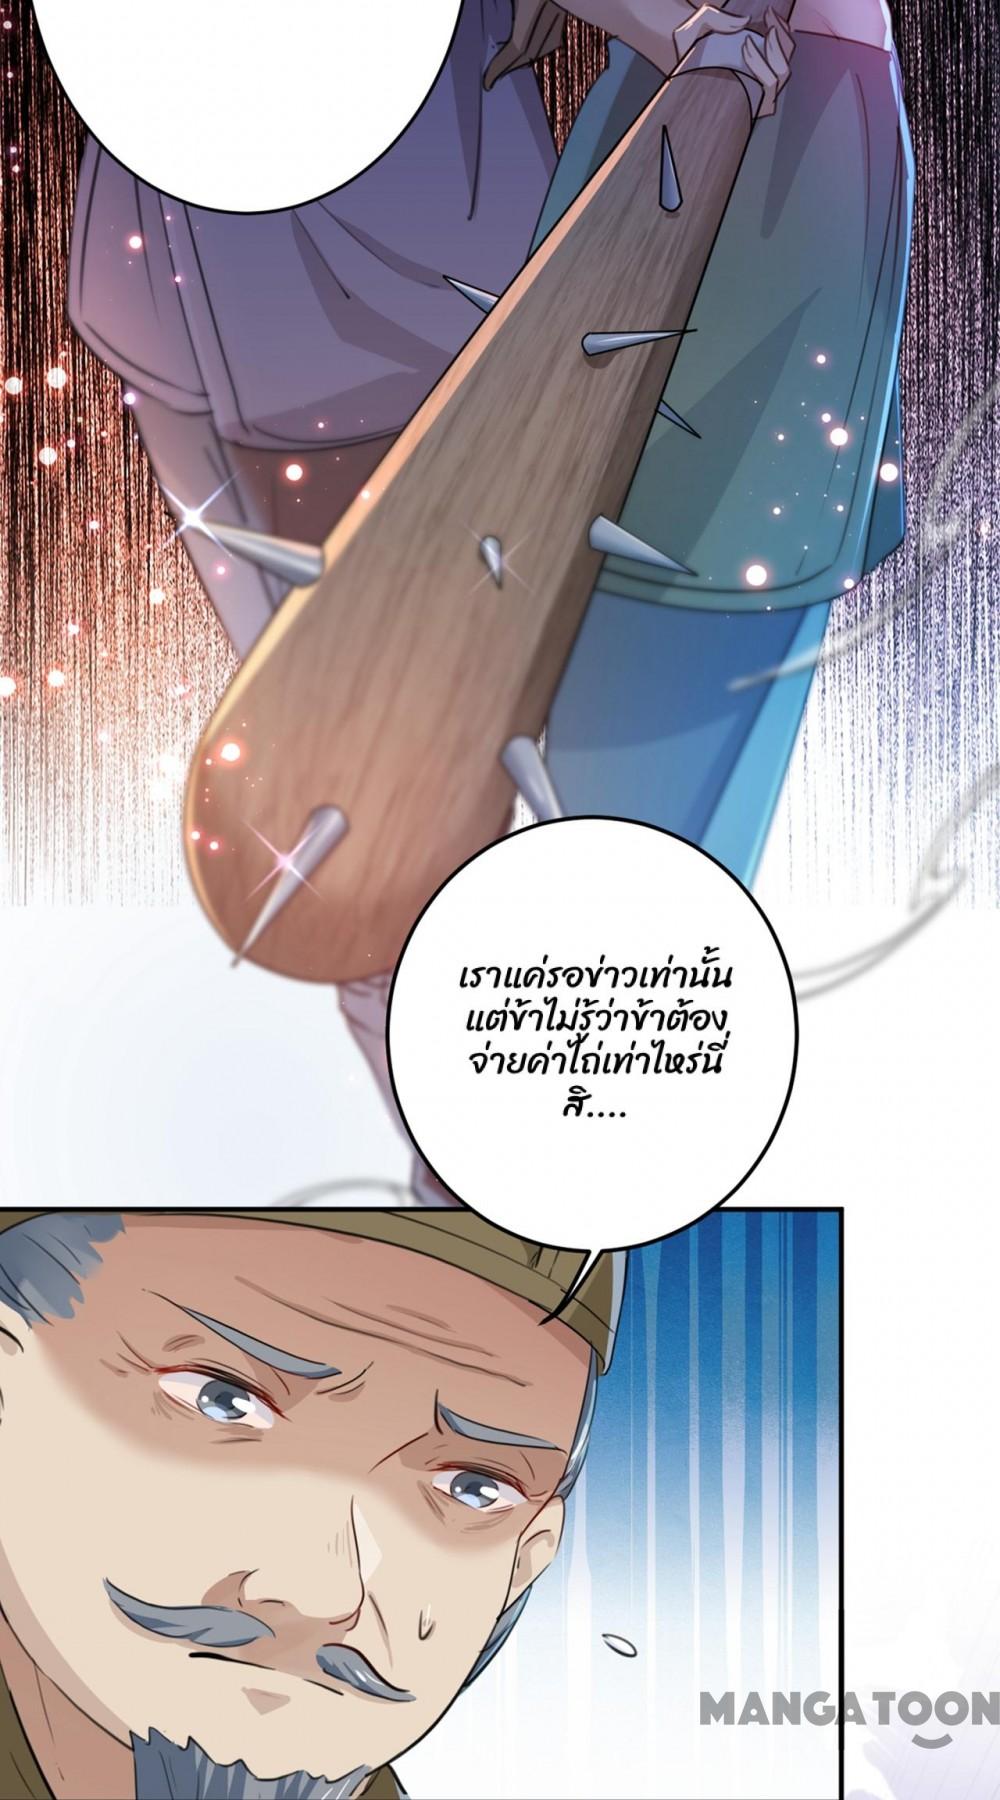 เราแค่รอข่าวเท่านั้น
แต่ข้าไม่รู้ว่าข้าต้อง
จ่ายค่าไถ่เท่าไหร่นี่
สิ....
MANGATOON